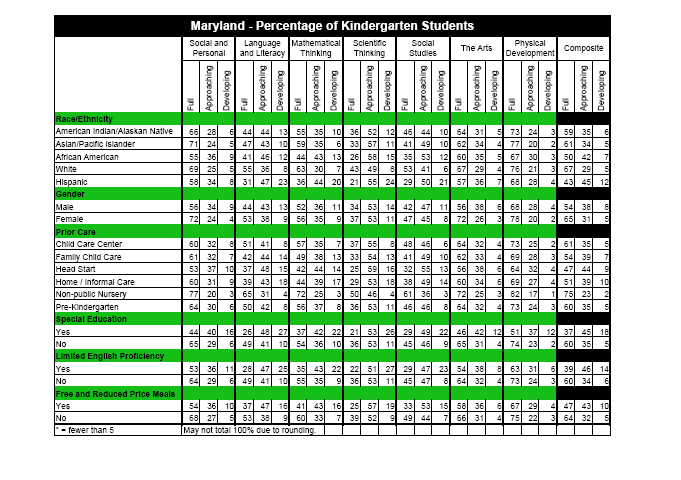 Maryland - Percentage of Kindergarten Students
Social and Personal Language and Literacy Mathematical Thinking Scientific Thinking Social Studies The Arts Physical Development Composite
Full Approaching Developing Full Approaching Developing Full Approaching Developing Full Approaching Developing Full Approaching Developing Full Approaching Developing Full Approaching Developing Full Approaching Developing
Race/Ethnicity
American Indian/Alaskan Native 66 28 6 44 44 13 55 35 10 36 52 12 46 44 10 64 31 5 73 24 3 59 35 6
Asian/Pacific Islander 71 24 5 47 43 10 59 35 6 33 57 11 41 49 10 62 34 4 77 20 2 61 34 5
African American 55 36 9 41 46 12 44 43 13 26 58 15 35 53 12 60 35 5 67 30 3 50 42 7
White 69 25 5 55 36 8 63 30 7 43 49 8 53 41 6 67 29 4 76 21 3 67 29 5
Hispanic 58 34 8 31 47 23 36 44 20 21 55 24 29 50 21 57 36 7 68 28 4 43 45 12
Gender
Male 56 34 9 44 43 13 52 36 11 34 53 14 42 47 11 56 38 6 68 28 4 54 38 8
Female 72 24 4 53 38 9 56 35 9 37 53 11 47 45 8 72 26 3 78 20 2 65 31 5
Prior Care
Child Care Center 60 32 8 51 41 8 57 35 7 37 55 8 48 46 6 64 32 4 73 25 2 61 35 5
Family Child Care 61 32 7 42 44 14 49 38 13 33 54 13 41 49 10 62 33 4 69 28 3 54 39 7
Head Start 53 37 10 37 48 15 42 44 14 25 59 16 32 55 13 56 38 6 64 32 4 47 44 9
Home / Informal Care 60 31 9 39 43 18 44 39 17 29 53 18 38 49 14 60 34 6 69 27 4 51 39 10
Non-public Nursery 77 20 3 65 31 4 72 25 3 50 46 4 61 36 3 72 25 3 82 17 1 75 23 2
Pre-Kindergarten 64 30 6 50 42 8 56 37 8 36 53 11 46 46 8 64 32 4 73 24 3 60 35 5
Special Education
Yes 44 40 16 26 48 27 37 42 22 21 53 26 29 49 22 46 42 12 51 37 12 37 45 18
No 65 29 6 49 41 10 54 36 10 36 53 11 45 46 9 65 31 4 74 23 2 60 35 5
Limited English Proficiency
Yes 53 36 11 28 47 25 35 43 22 22 51 27 29 47 23 54 38 8 63 31 6 39 46 14
No 64 29 6 49 41 10 55 35 9 36 53 11 45 47 8 64 32 4 73 24 3 60 34 6
Free and Reduced Price Meals
Yes 54 36 10 37 47 16 41 43 16 25 57 19 33 53 15 58 36 6 67 29 4 47 43 10
No 68 27 5 53 38 9 60 33 7 39 52 9 49 44 7 66 31 4 75 22 3 64 32 5
* = fewer than 5 May not total 100% due to rounding.